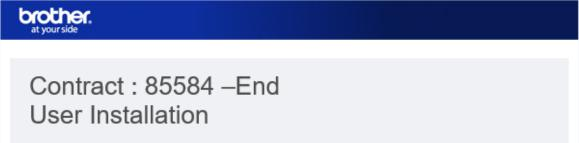 brother.
at your side
Contract : 85584 –End
User Installation